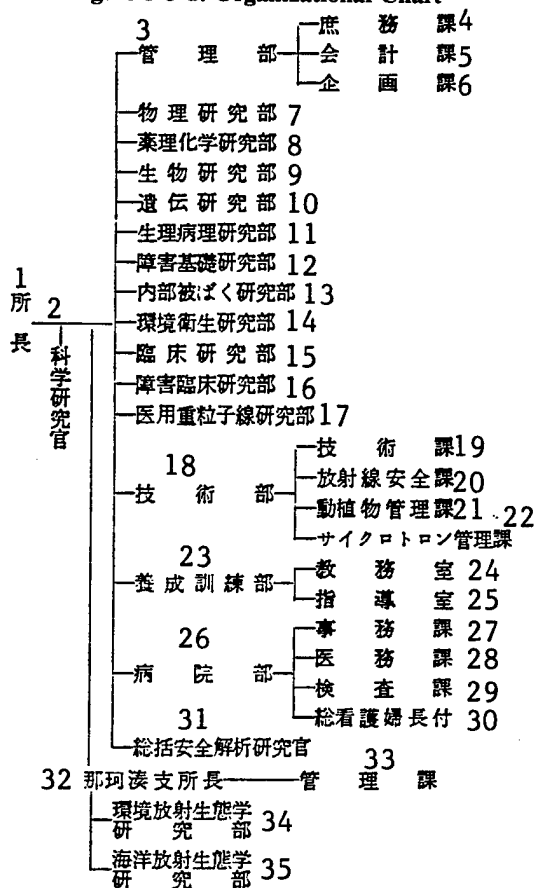 Organizational Chart
3
庶務課4
管理部
会計課5
企画課6
物理研究部 7
薬理化学研究部 8
生物研究部 9
遺伝研究部 10
生理病理研究部 11
障害基礎研究部 12
内部被ばく研究部 13
1
所長
2
科学研究官
環境衛生研究部 14
臨床研究部 15
障害臨床研究部 16
医用重粒子線研究部 17
18
技術部
技術課19
放射線安全課20
動植物管理課21
22
サイクロトロン管理課
23
養成訓練部
教務室 24
指導室 25
26
病院部
事務課 27
医務課 28
検査課 29
総看護婦長付 30
31
総括安全解析研究官
32 那珂湊支所長
33
管理課
環境放射生態学
研究部 34
海洋放射生態学
研究部 35